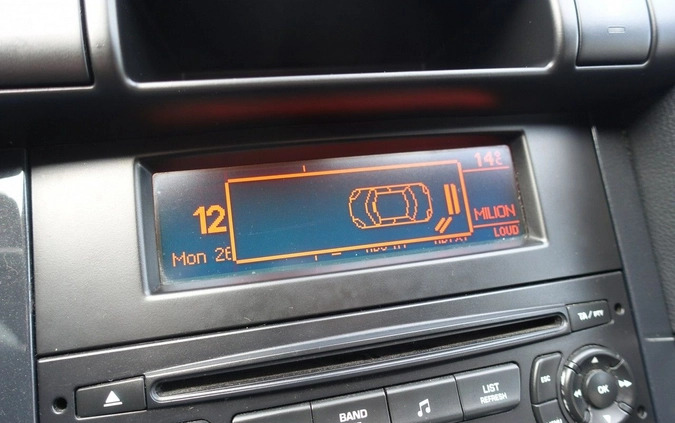 14°C
12
MILION
LOUD
Mon 26
TA/PTY
LIST
REFRESH
ESC
BAND
OK